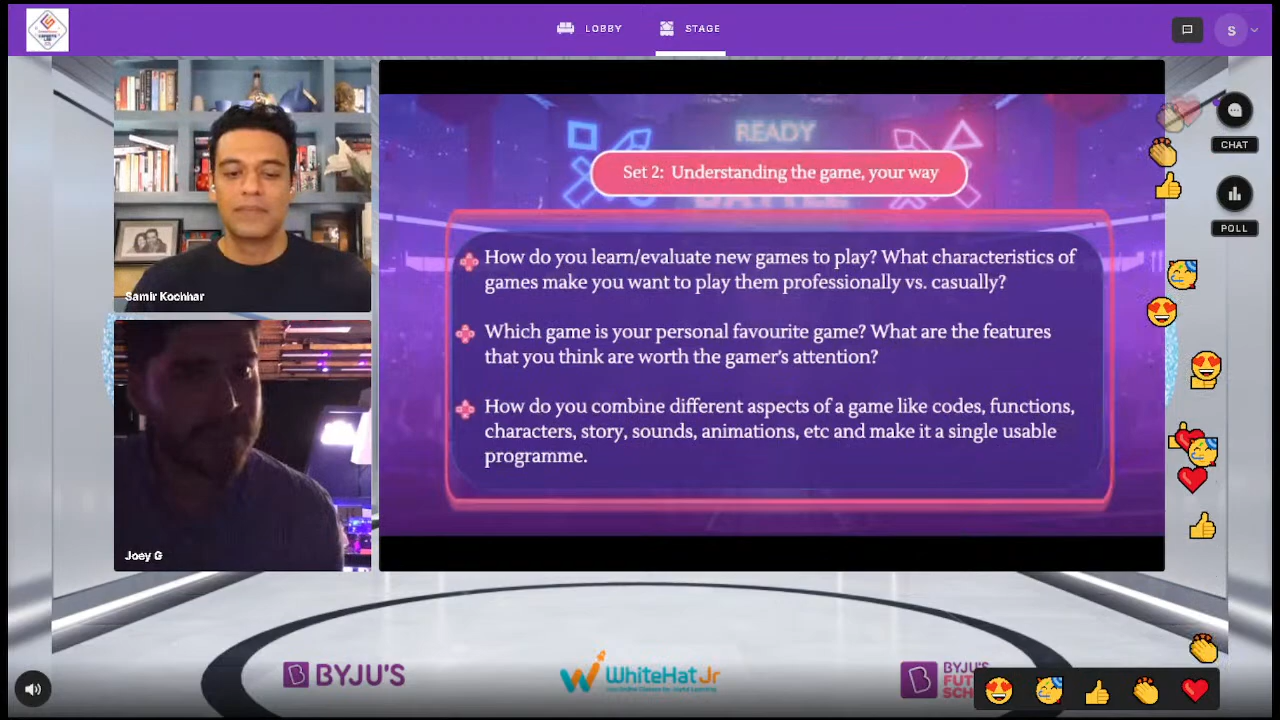 LOBBY
STAGE
S
READY
Set 2: Understanding the game, your way
BATTLE
CHAT
POLL
How do you learn/evaluate new games to play? What characteristics of
games make you want to play them professionally vs. casually?
Which game is your personal favourite game? What are the features
that you think are worth the gamer's attention?
How do you combine different aspects of a game like codes, functions,
characters, story, sounds, animations, etc and make it a single usable
programme.
Samir Kochhar
Joey G
BYJU'S
WhiteHat Jr
BYJU'S